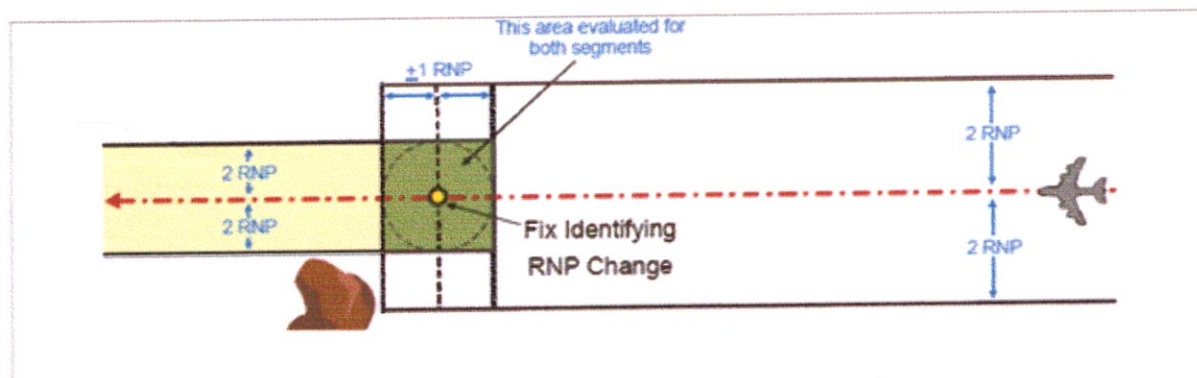 This area evaluated for
both segments
±1 RNP
2 RNP
2 RNP
2 RNP
2 RNP
Fix Identifying
RNP Change